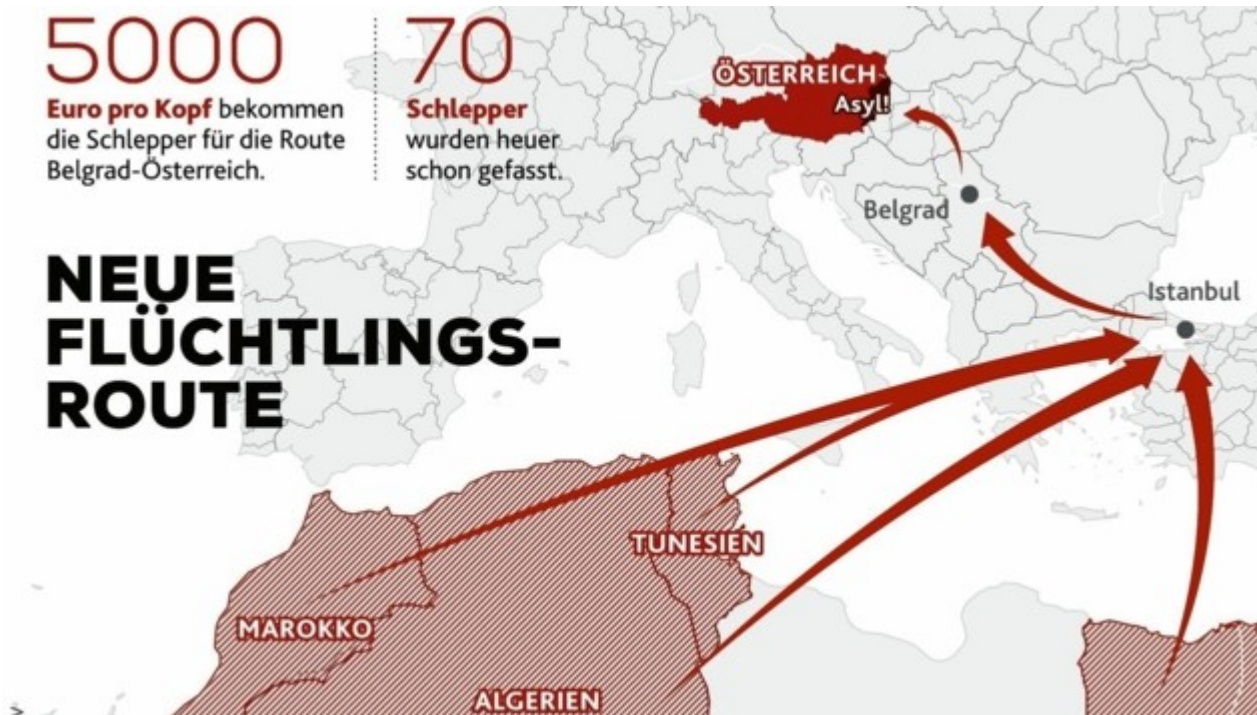 5000
Euro pro Kopf bekommen
die Schlepper für die Route
Belgrad-Österreich.
70
Schlepper
wurden heuer
schon gefasst.
NEUE
FLÜCHTLINGS-
ROUTE
ÖSTERREICH
Asyl!
Belgrad
Istanbul
TUNESIEN
MAROKKO
ALGERIEN